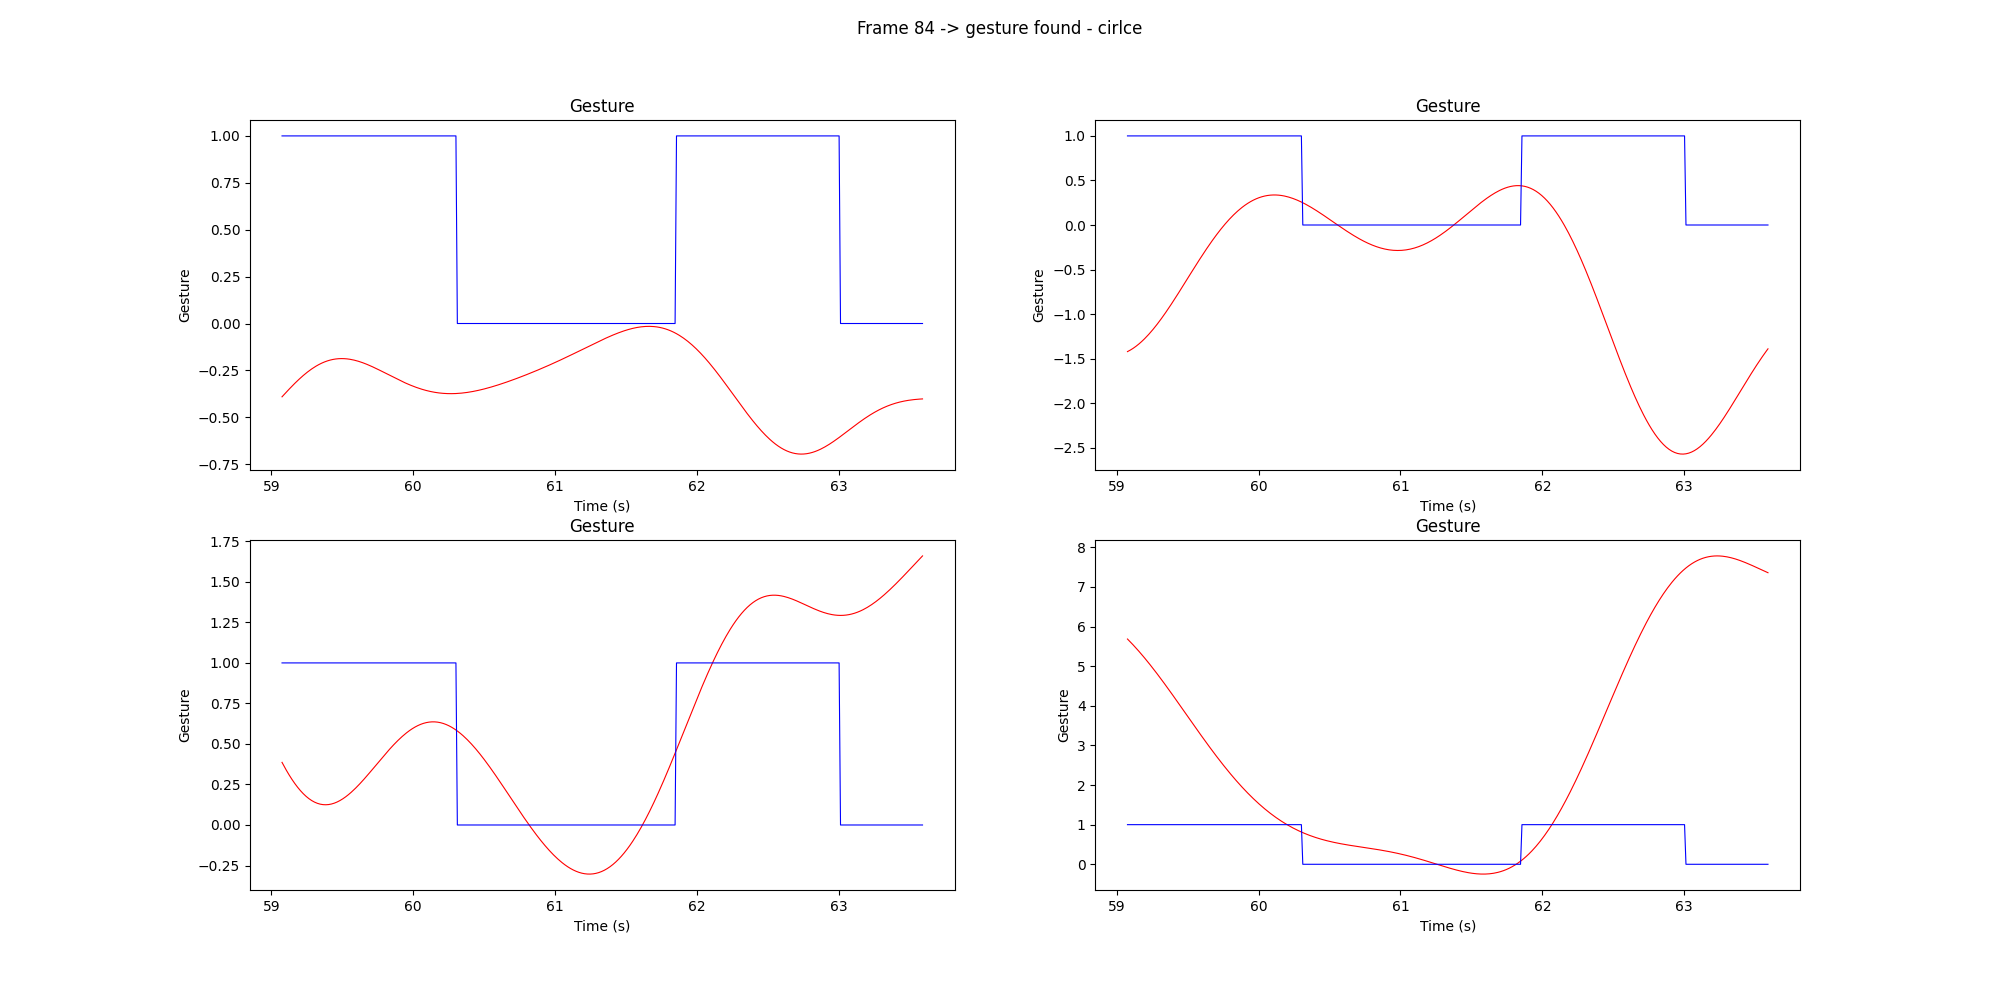 Frame 84 -> gesture found - cirlce
Gesture
1.00
0.75
0.50
0.25
0.00
−0.25
−0.50
−0.75
Gesture
59 60 61 62 63
Time (s)
Gesture
1.0
0.5
0.0
−0.5
−1.0
−1.5
−2.0
−2.5
Gesture
59 60 61 62 63
Time (s)
Gesture
1.75
1.50
1.25
1.00
0.75
0.50
0.25
0.00
−0.25
Gesture
59 60 61 62 63
Time (s)
Gesture
8
7
6
5
4
3
2
1
0
Gesture
59 60 61 62 63
Time (s)